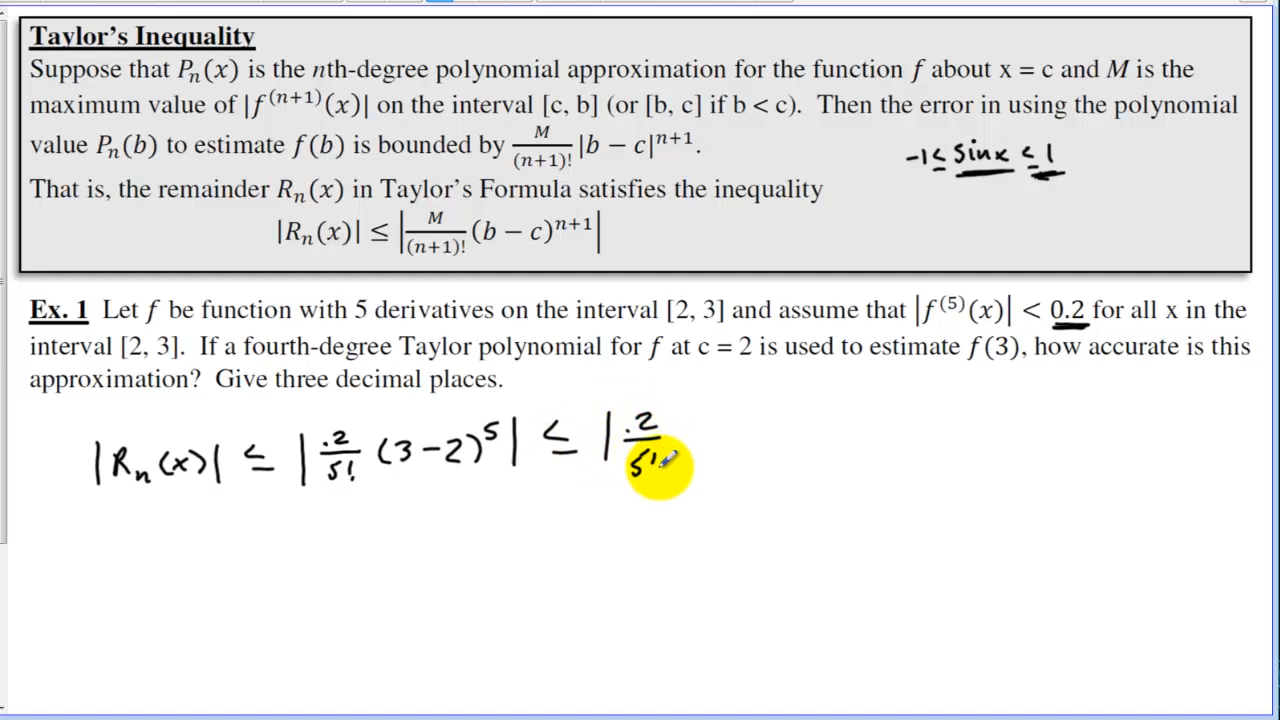 Taylor's Inequality
Suppose that Pₙ(x) is the nth-degree polynomial approximation for the function f about x = c and M is the
maximum value of |f⁽ⁿ⁺¹⁾(x)| on the interval [c, b] (or [b, c] if b < c). Then the error in using the polynomial
value Pₙ(b) to estimate f(b) is bounded by M/(n+1)! |b − c|ⁿ⁺¹.
-1 ≤ sinx ≤ 1
That is, the remainder Rₙ(x) in Taylor's Formula satisfies the inequality
|Rₙ(x)| ≤ |M/(n+1)! (b − c)ⁿ⁺¹|
Ex. 1 Let f be function with 5 derivatives on the interval [2, 3] and assume that |f⁽⁵⁾(x)| < 0.2 for all x in the
interval [2, 3]. If a fourth-degree Taylor polynomial for f at c = 2 is used to estimate f(3), how accurate is this
approximation? Give three decimal places.
|Rₙ(x)| ≤ |.2/5! (3-2)⁵| ≤ |.2/5!